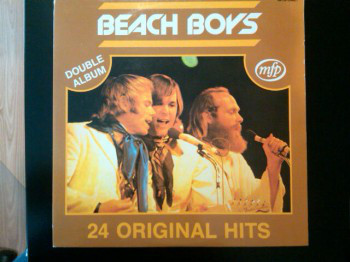 BEACH BOYS
DOUBLE
ALBUM
mfp
24 ORIGINAL HITS